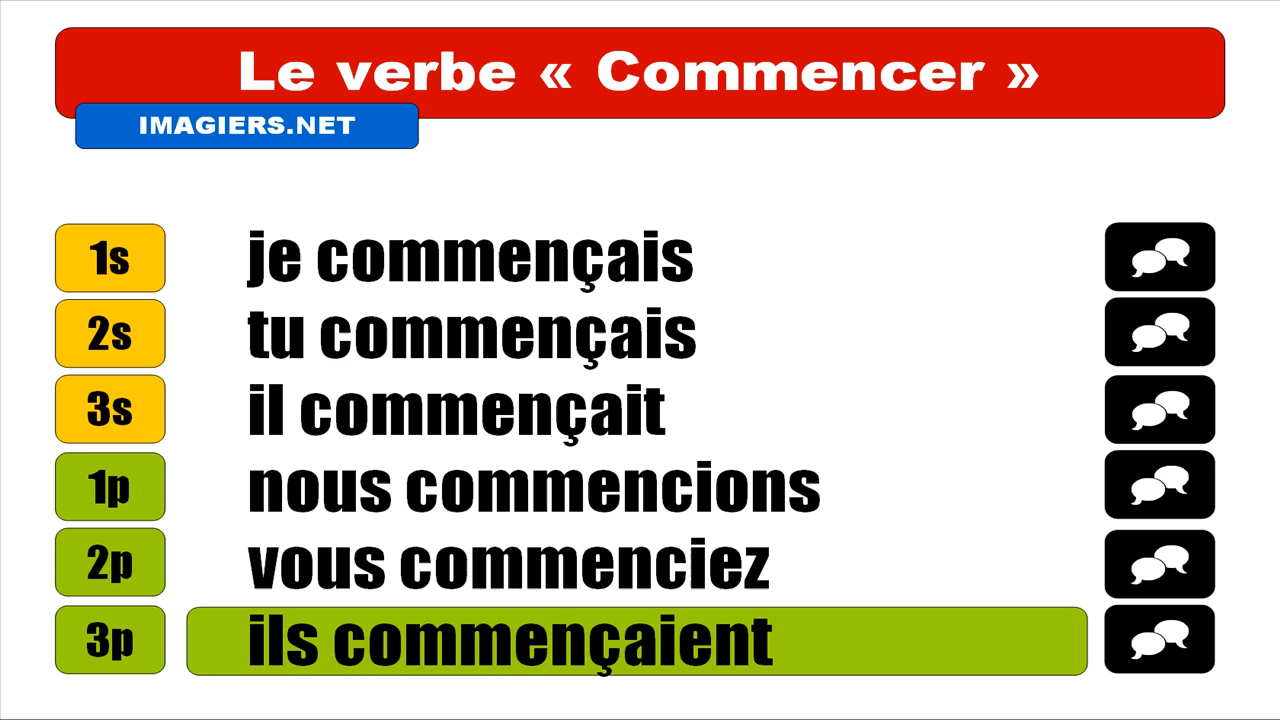 Le verbe « Commencer »
IMAGIERS.NET
1s je commençais
2s tu commençais
3s il commençait
1p nous commencions
2p vous commenciez
3p ils commençaient